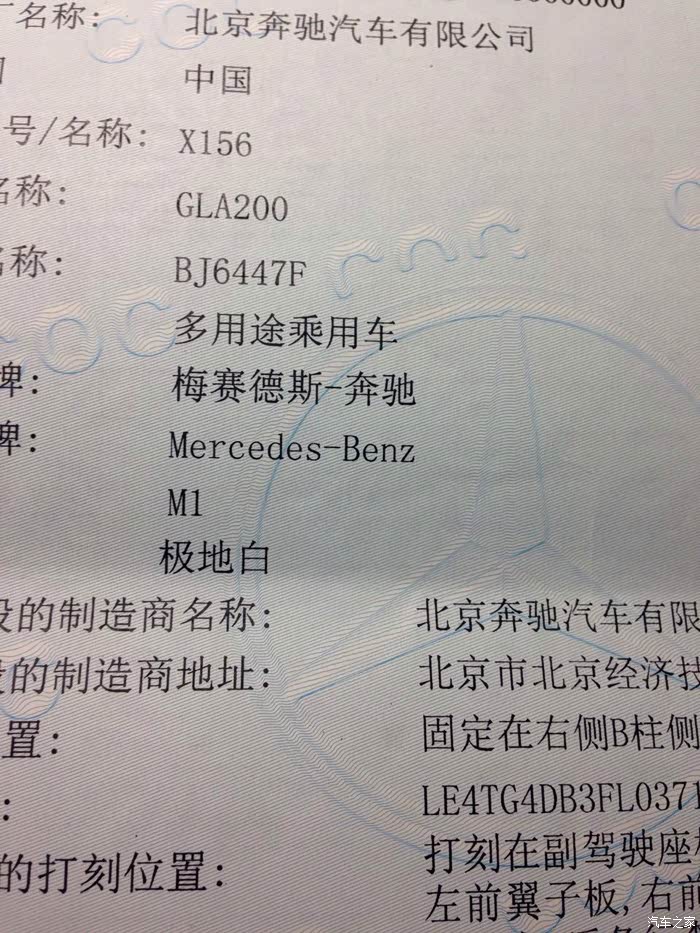 厂名称: 北京奔驰汽车有限公司
中国
号/名称: X156
名称: GLA200
名称: BJ6447F
多用途乘用车
牌: 梅赛德斯-奔驰
牌: Mercedes-Benz
M1
极地白
段的制造商名称: 北京奔驰汽车有限
段的制造商地址: 北京市北京经济技
置: 固定在右侧B柱侧
: LE4TG4DB3FL0371
的打刻位置: 打刻在副驾驶座
左前翼子板,右前
汽车之家